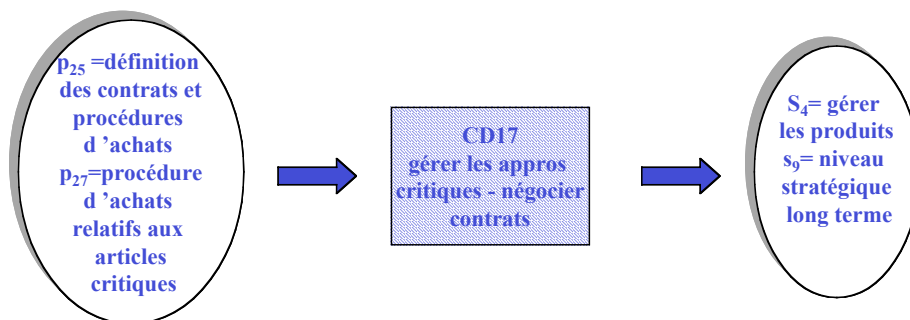 p25 =définition
des contrats et
procédures
d 'achats
p27=procédure
d 'achats
relatifs aux
articles
critiques
CD17
gérer les appros
critiques - négocier
contrats
S4= gérer
les produits
s9= niveau
stratégique
long terme